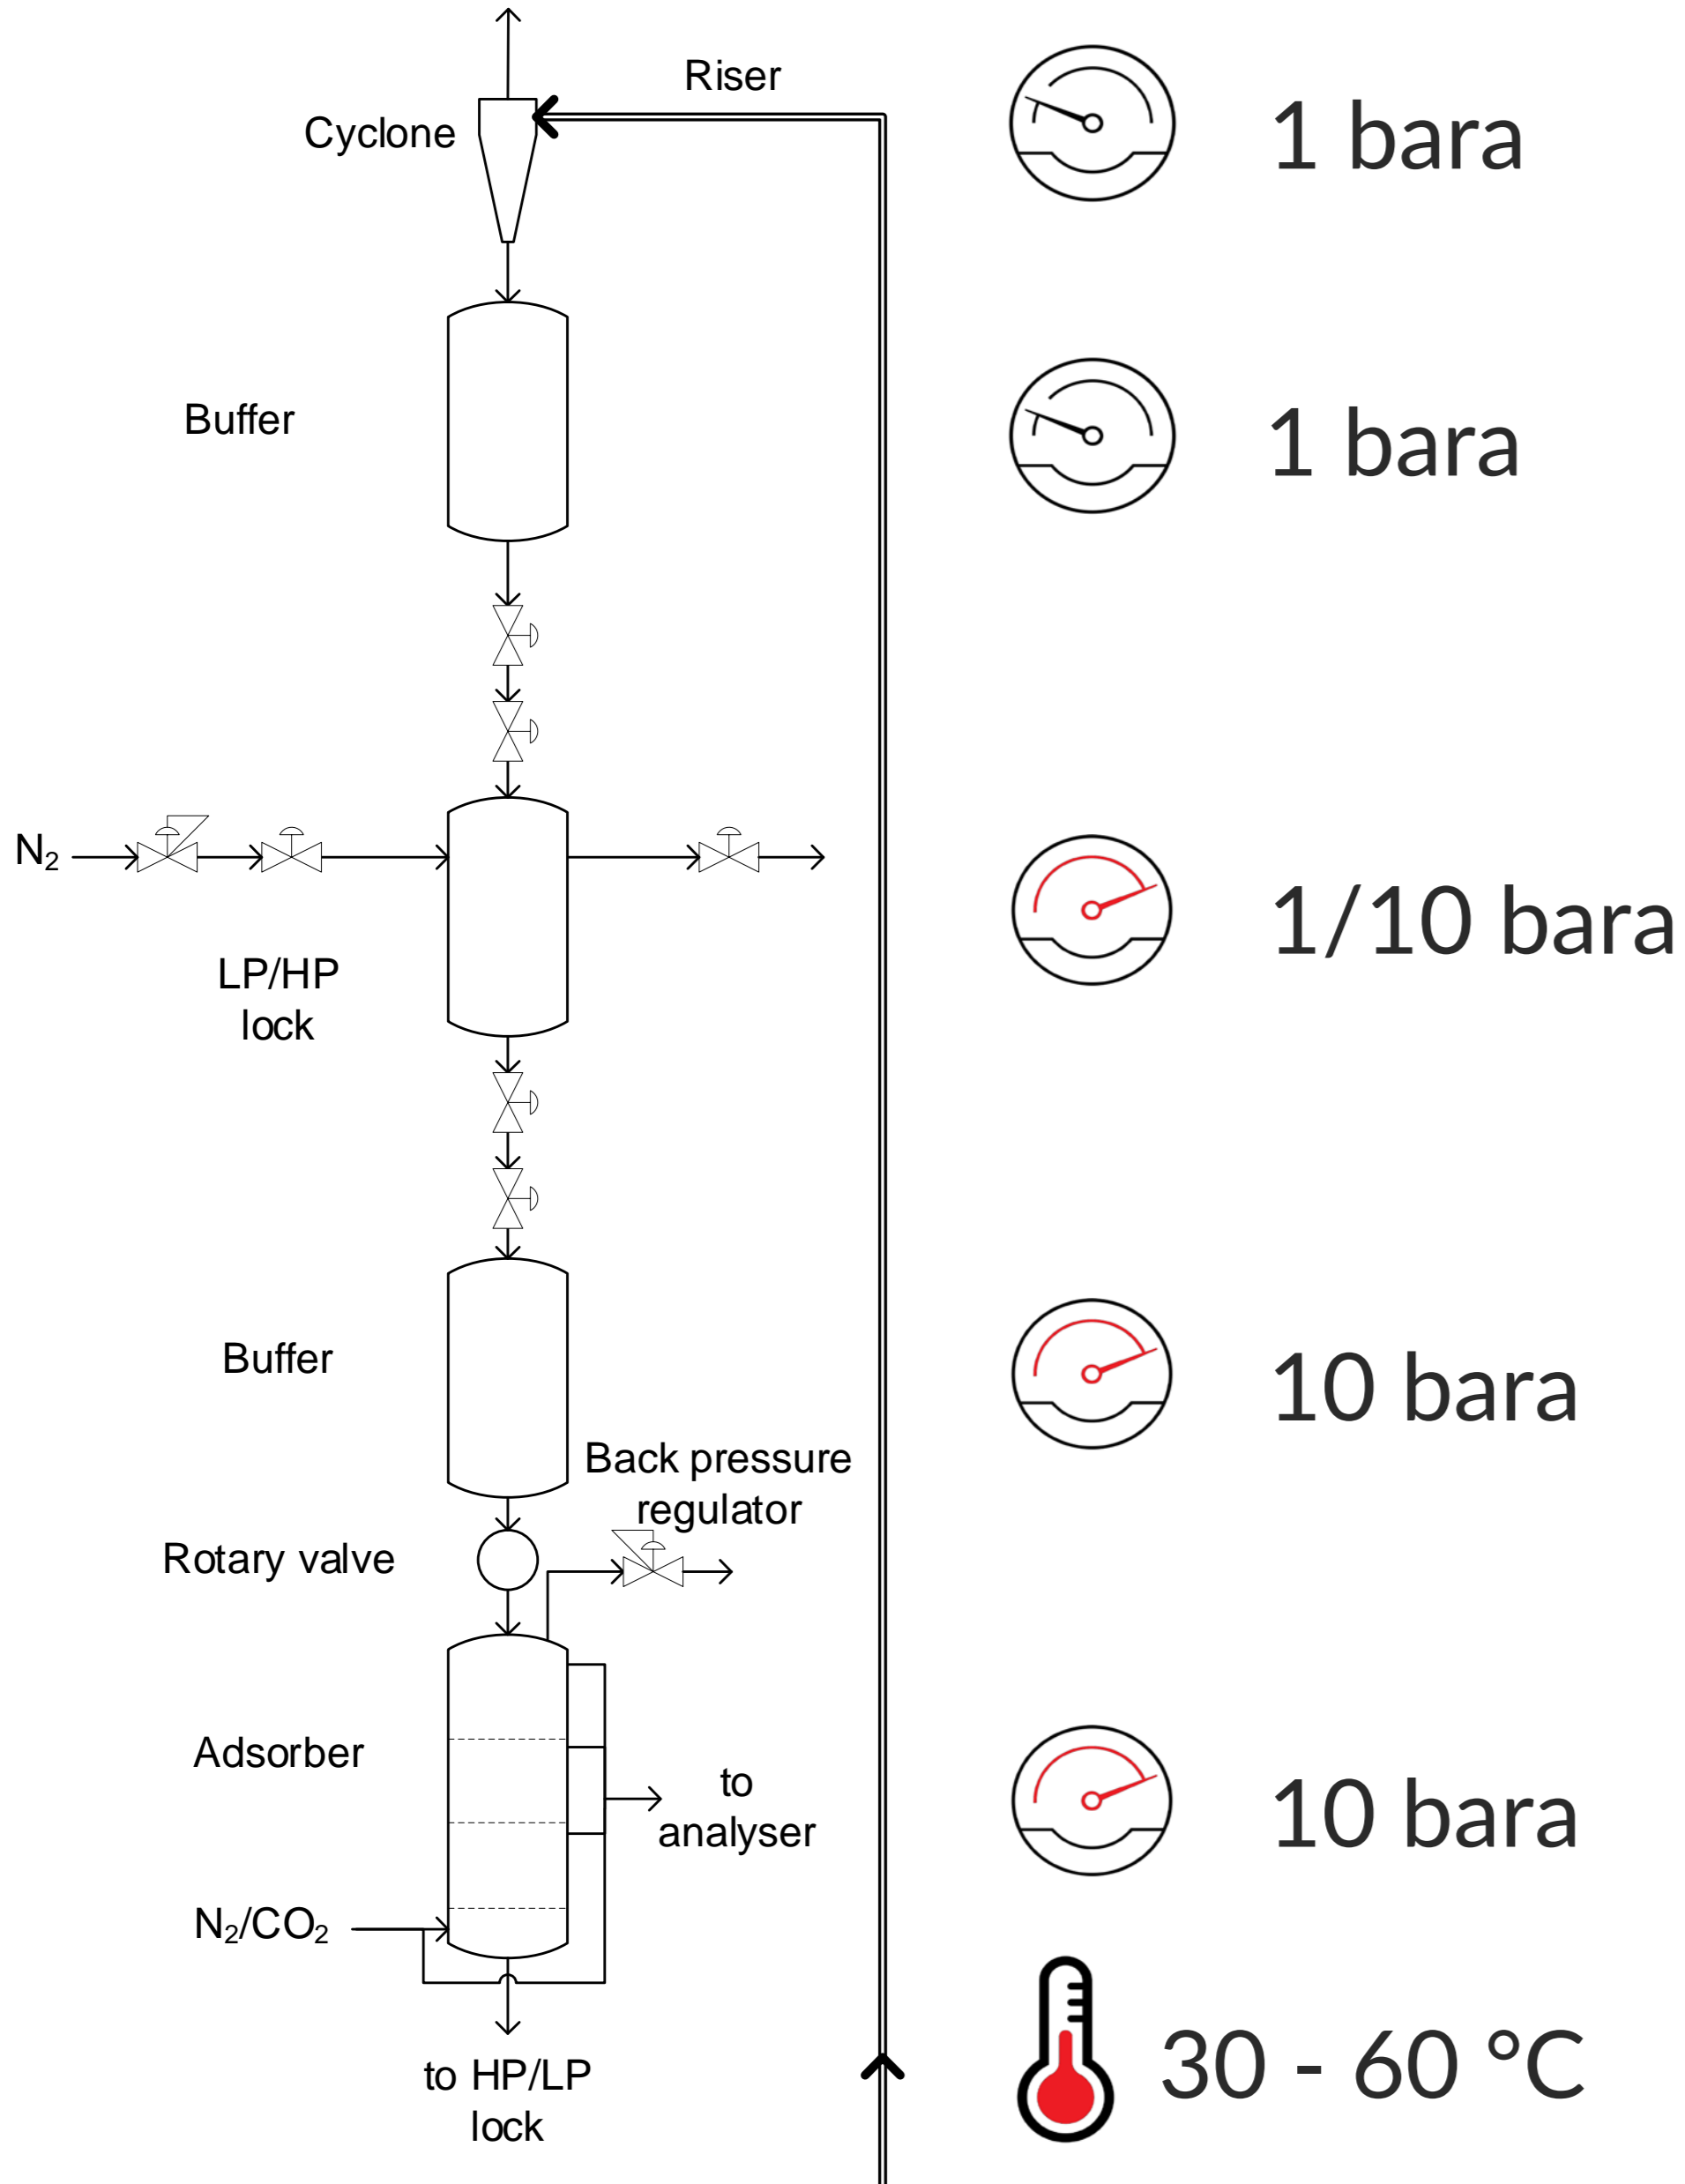 Riser
Cyclone
1 bara
Buffer
1 bara
N₂
LP/HP
lock
1/10 bara
Buffer
10 bara
Back pressure
regulator
Rotary valve
Adsorber
to
analyser
10 bara
N₂/CO₂
30 - 60 °C
to HP/LP
lock